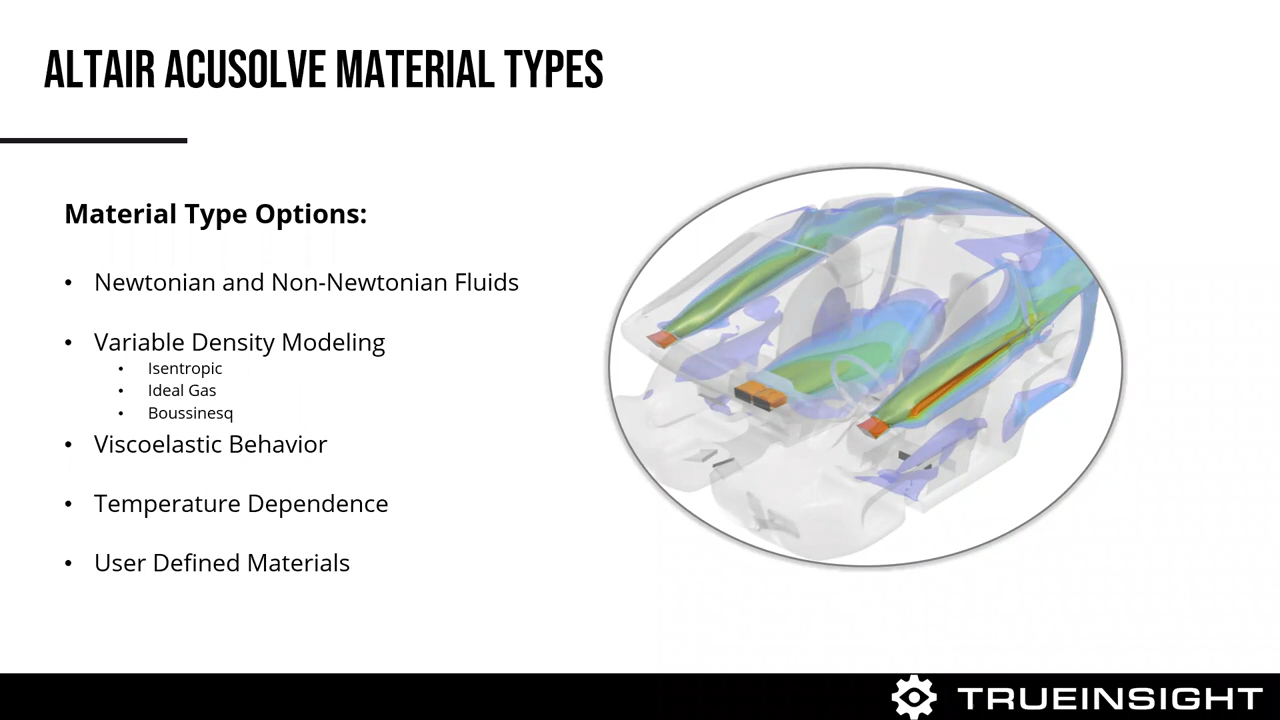 ALTAIR ACUSOLVE MATERIAL TYPES
Material Type Options:
• Newtonian and Non-Newtonian Fluids
• Variable Density Modeling
• Isentropic
• Ideal Gas
• Boussinesq
• Viscoelastic Behavior
• Temperature Dependence
• User Defined Materials
TRUEINSIGHT